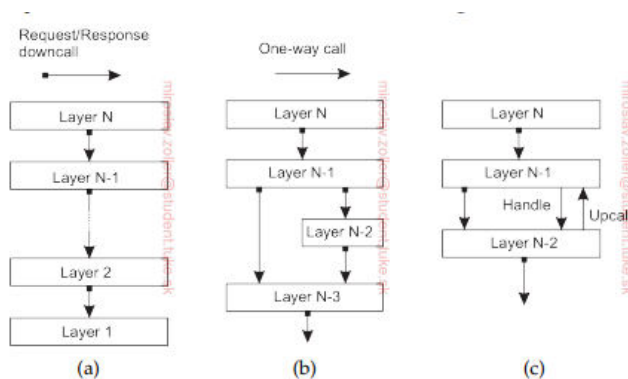 Request/Response
downcall
One-way call
Layer N
Layer N-1
Layer 2
Layer 1
(a)
Layer N
Layer N-1
Layer N-2
Layer N-3
(b)
Layer N
Layer N-1
Handle
Upcal
Layer N-2
(c)